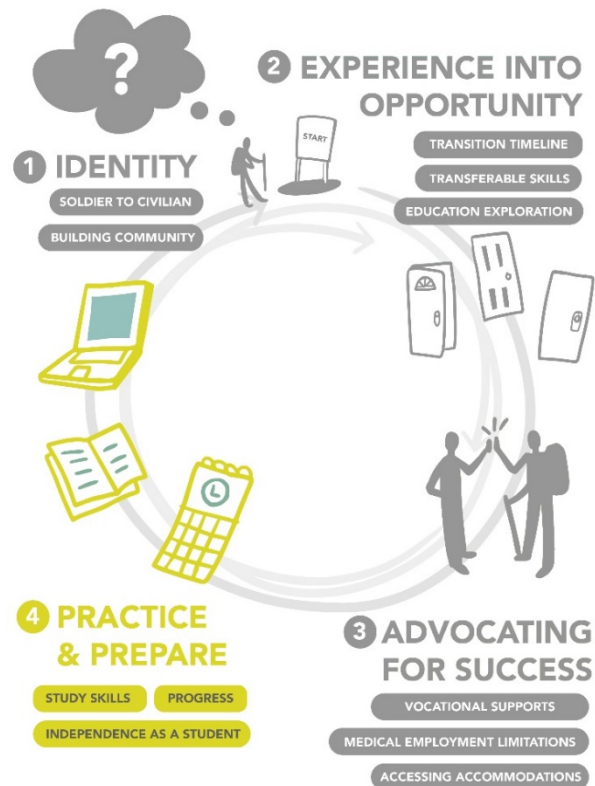 ?
1 IDENTITY
SOLDIER TO CIVILIAN
BUILDING COMMUNITY
START
2 EXPERIENCE INTO
OPPORTUNITY
TRANSITION TIMELINE
TRANSFERABLE SKILLS
EDUCATION EXPLORATION
3 ADVOCATING
FOR SUCCESS
VOCATIONAL SUPPORTS
MEDICAL EMPLOYMENT LIMITATIONS
ACCESSING ACCOMMODATIONS
4 PRACTICE
& PREPARE
STUDY SKILLS PROGRESS
INDEPENDENCE AS A STUDENT